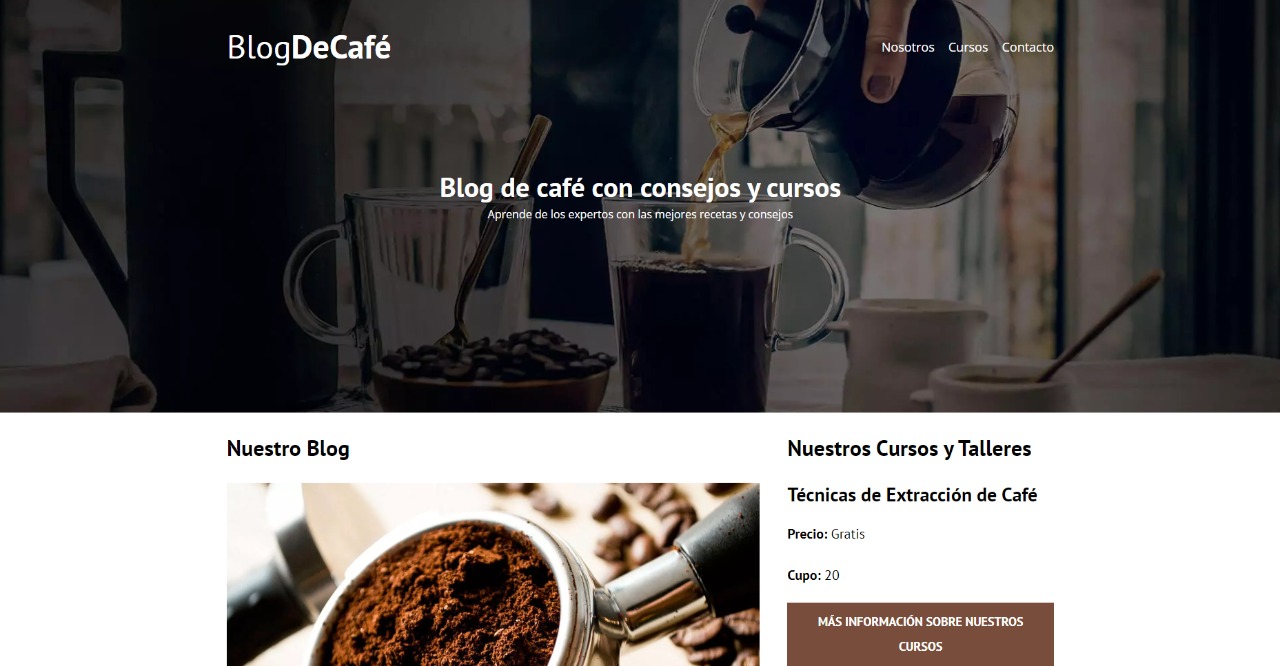 BlogDeCafé
Nosotros Cursos Contacto
Blog de café con consejos y cursos
Aprende de los expertos con las mejores recetas y consejos
Nuestro Blog
Nuestros Cursos y Talleres
Técnicas de Extracción de Café
Precio: Gratis
Cupo: 20
MÁS INFORMACIÓN SOBRE NUESTROS
CURSOS